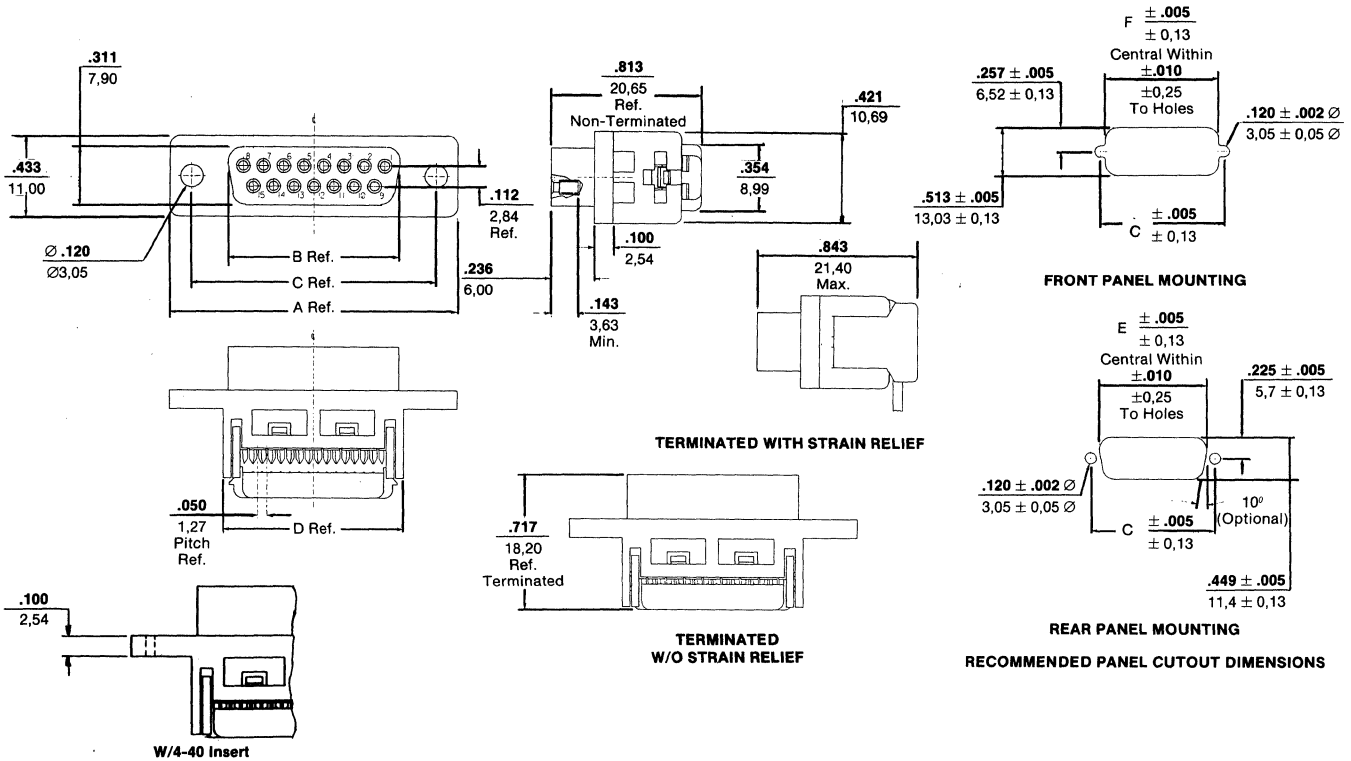 .311
7,90
.433
11,00
Ø .120
Ø3,05
8 7 6 5 4 3 2 1
15 14 13 12 11 10 9
.112
2,84
Ref.
B Ref.
C Ref.
A Ref.
.813
20,65
Ref.
Non-Terminated
.421
10,69
.354
8,99
.100
2,54
.236
6,00
.143
3,63
Min.
.843
21,40
Max.
TERMINATED WITH STRAIN RELIEF
F ± .005
± 0,13
Central Within
±.010
±0,25
To Holes
.257 ± .005
6,52 ± 0,13
.120 ± .002 Ø
3,05 ± 0,05 Ø
.513 ± .005
13,03 ± 0,13
C ± .005
± 0,13
FRONT PANEL MOUNTING
E ± .005
± 0,13
Central Within
±.010
±0,25
To Holes
.225 ± .005
5,7 ± 0,13
.120 ± .002 Ø
3,05 ± 0,05 Ø
10°
(Optional)
C ± .005
± 0,13
.449 ± .005
11,4 ± 0,13
REAR PANEL MOUNTING
RECOMMENDED PANEL CUTOUT DIMENSIONS
.050
1,27
Pitch
Ref.
D Ref.
.717
18,20
Ref.
Terminated
TERMINATED
W/O STRAIN RELIEF
.100
2,54
W/4-40 Insert